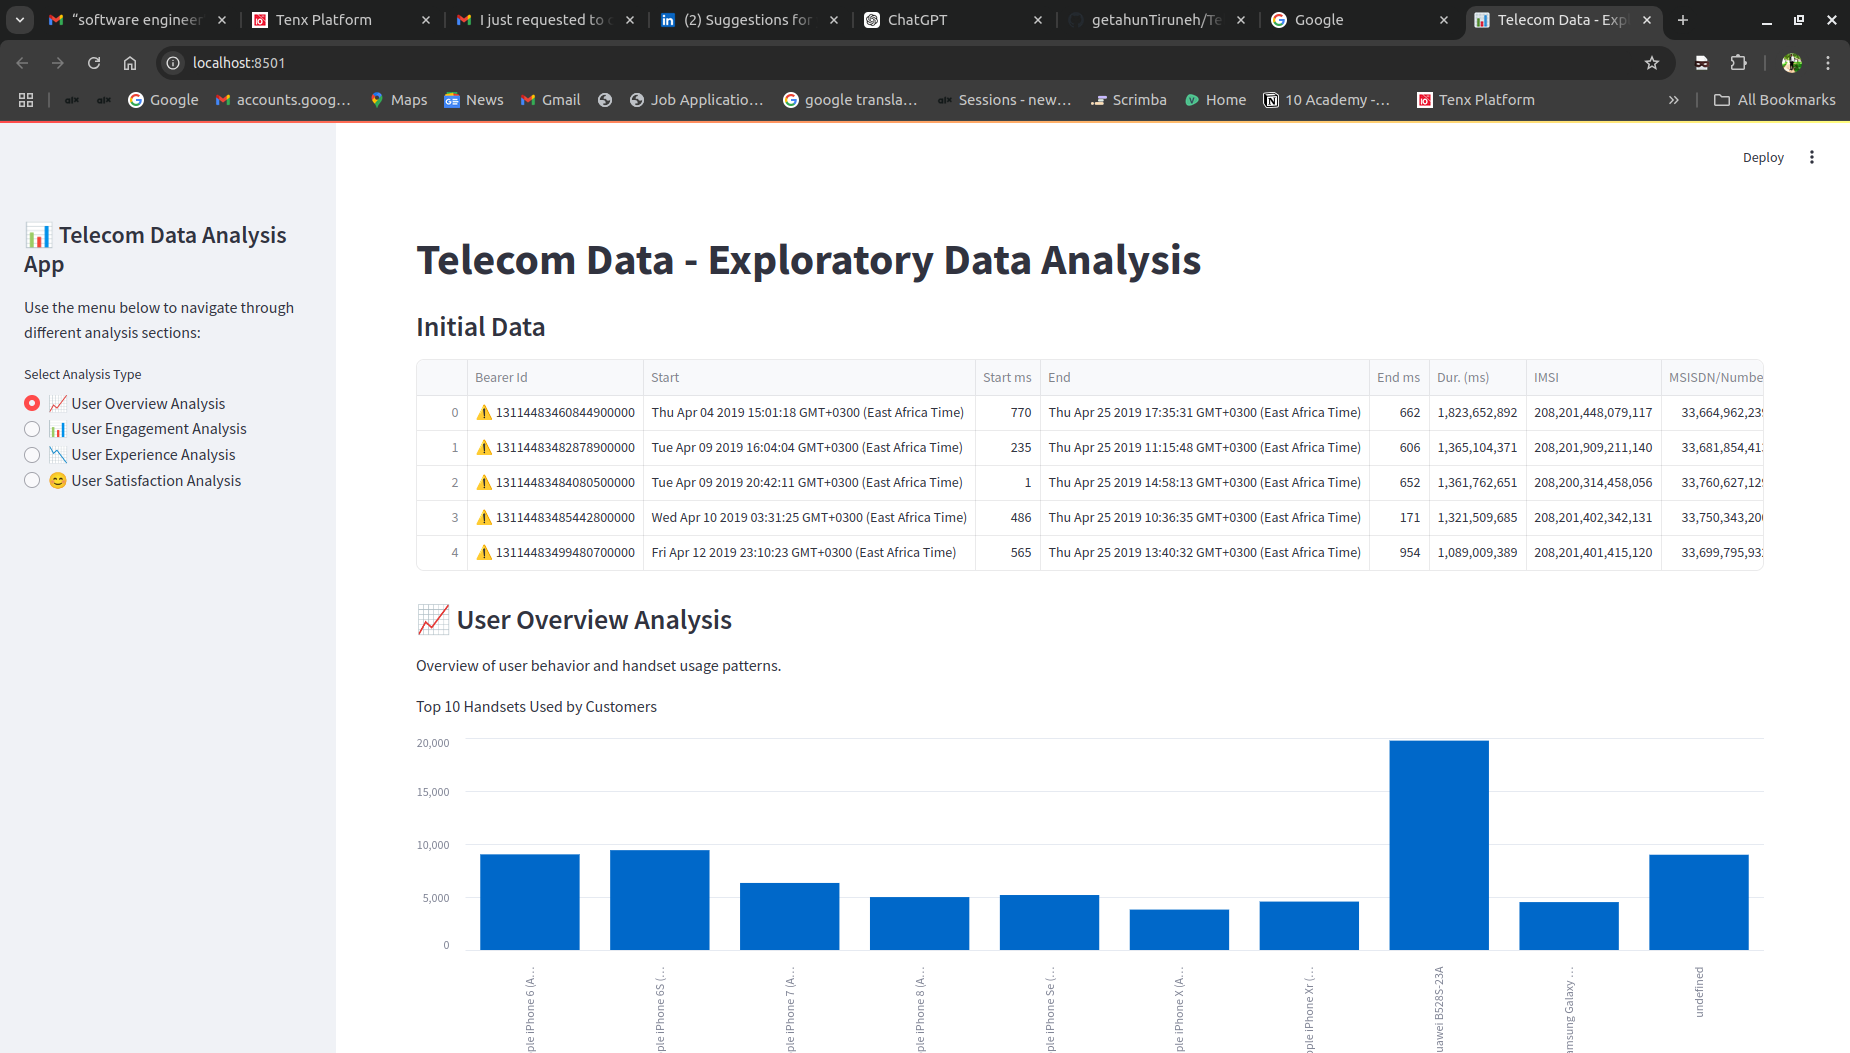 “software engineer
Tenx Platform
I just requested to c
(2) Suggestions for
ChatGPT
getahunTiruneh/Te
Google
Telecom Data - Exp
localhost:8501
Google
accounts.goog...
Maps
News
Gmail
Job Applicatio...
google transla...
Sessions - new...
Scrimba
Home
10 Academy -...
Tenx Platform
All Bookmarks
Deploy
📊 Telecom Data Analysis
App
Use the menu below to navigate through
different analysis sections:
Select Analysis Type
📈 User Overview Analysis
📊 User Engagement Analysis
📉 User Experience Analysis
😊 User Satisfaction Analysis
Telecom Data - Exploratory Data Analysis
Initial Data
Bearer Id Start Start ms End End ms Dur. (ms) IMSI MSISDN/Numbe
0 ⚠️ 13114483460844900000 Thu Apr 04 2019 15:01:18 GMT+0300 (East Africa Time) 770 Thu Apr 25 2019 17:35:31 GMT+0300 (East Africa Time) 662 1,823,652,892 208,201,448,079,117 33,664,962,239
1 ⚠️ 13114483482878900000 Tue Apr 09 2019 16:04:04 GMT+0300 (East Africa Time) 235 Thu Apr 25 2019 11:15:48 GMT+0300 (East Africa Time) 606 1,365,104,371 208,201,909,211,140 33,681,854,413
2 ⚠️ 13114483484080500000 Tue Apr 09 2019 20:42:11 GMT+0300 (East Africa Time) 1 Thu Apr 25 2019 14:58:13 GMT+0300 (East Africa Time) 652 1,361,762,651 208,200,314,458,056 33,760,627,129
3 ⚠️ 13114483485442800000 Wed Apr 10 2019 03:31:25 GMT+0300 (East Africa Time) 486 Thu Apr 25 2019 10:36:35 GMT+0300 (East Africa Time) 171 1,321,509,685 208,201,402,342,131 33,750,343,200
4 ⚠️ 13114483499480700000 Fri Apr 12 2019 23:10:23 GMT+0300 (East Africa Time) 565 Thu Apr 25 2019 13:40:32 GMT+0300 (East Africa Time) 954 1,089,009,389 208,201,401,415,120 33,699,795,932
📈 User Overview Analysis
Overview of user behavior and handset usage patterns.
Top 10 Handsets Used by Customers
20,000
15,000
10,000
5,000
0
ple iPhone 6 (A...
ple iPhone 6S (...
ple iPhone 7 (A...
ple iPhone 8 (A...
ple iPhone Se (...
ple iPhone X (A...
pple iPhone Xr (...
uawei B528S-23A
amsung Galaxy ...
undefined